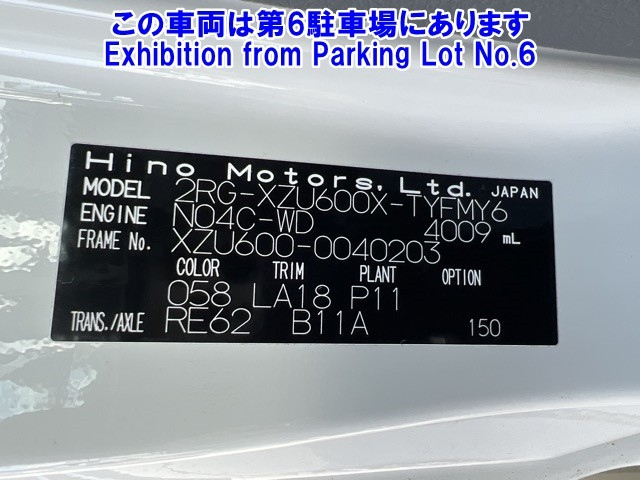 この車両は第6駐車場にあります
Exhibition from Parking Lot No.6
Hino Motors, Ltd. JAPAN
MODEL 2RG-XZU600X-TYFMY6
ENGINE N04C-WD 4009 mL
FRAME No. XZU600-0040203
COLOR TRIM PLANT OPTION
058 LA18 P11
TRANS./AXLE RE62 B11A 150